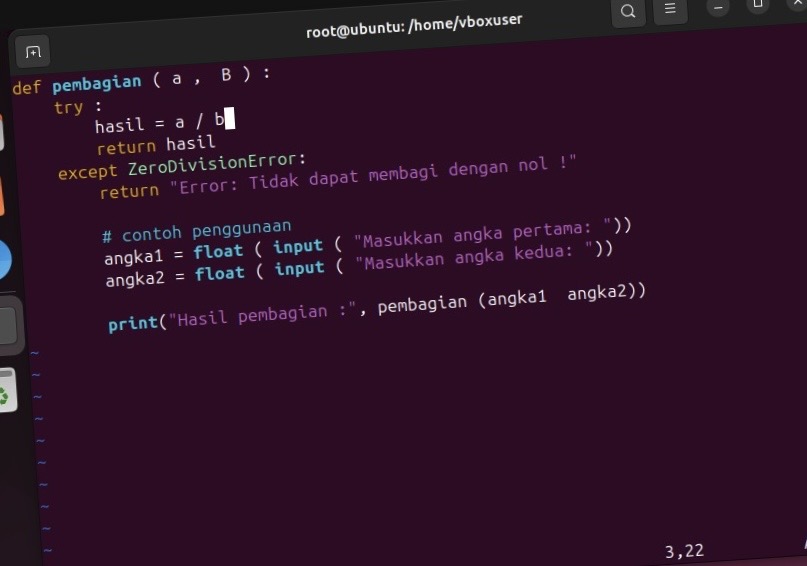 root@ubuntu: /home/vboxuser
def pembagian ( a ,  B ) :
    try :
        hasil = a / b
        return hasil
    except ZeroDivisionError:
        return "Error: Tidak dapat membagi dengan nol !"

        # contoh penggunaan
        angka1 = float ( input ( "Masukkan angka pertama: "))
        angka2 = float ( input ( "Masukkan angka kedua: "))

        print("Hasil pembagian :", pembagian (angka1  angka2))
~
~
~
~
~
~
~
~
~
~
3,22